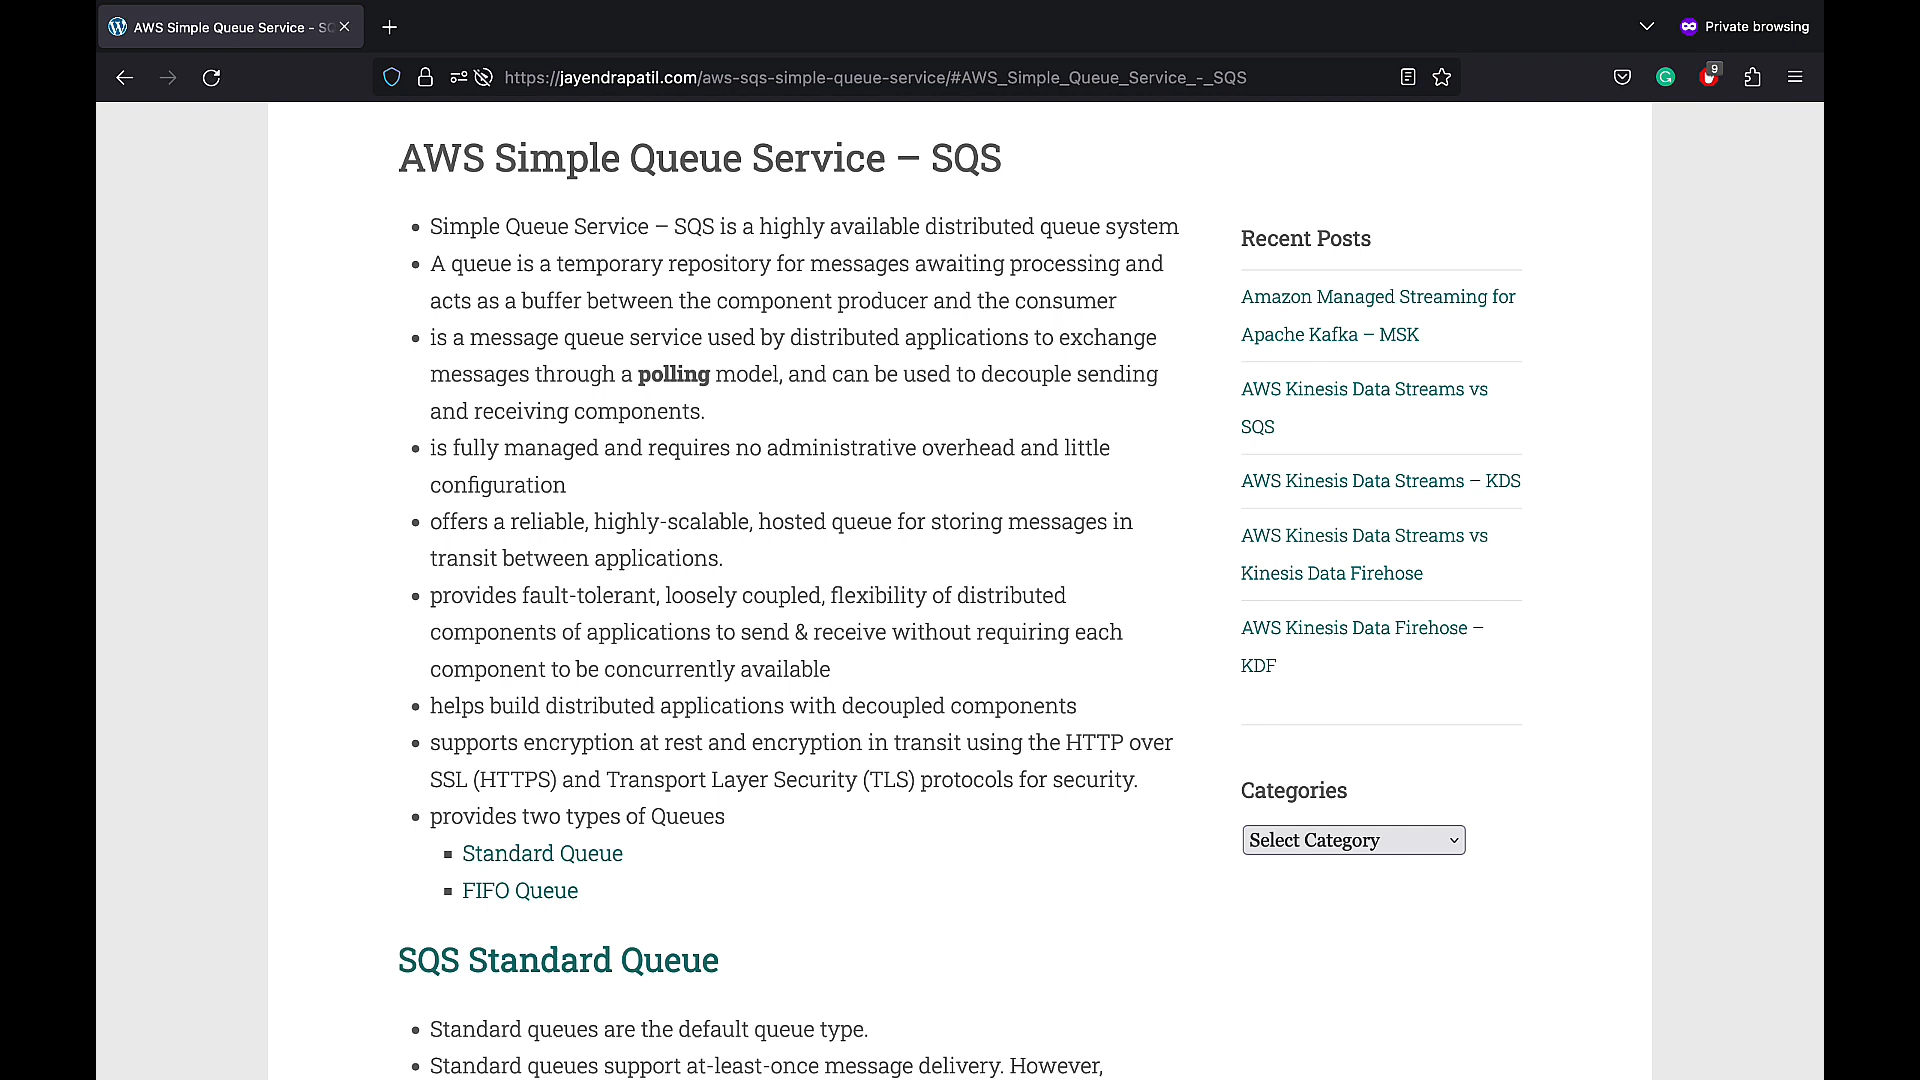 AWS Simple Queue Service - SQ
Private browsing
https://jayendrapatil.com/aws-sqs-simple-queue-service/#AWS_Simple_Queue_Service_-_SQS
9
AWS Simple Queue Service – SQS
• Simple Queue Service – SQS is a highly available distributed queue system
• A queue is a temporary repository for messages awaiting processing and
acts as a buffer between the component producer and the consumer
• is a message queue service used by distributed applications to exchange
messages through a polling model, and can be used to decouple sending
and receiving components.
• is fully managed and requires no administrative overhead and little
configuration
• offers a reliable, highly-scalable, hosted queue for storing messages in
transit between applications.
• provides fault-tolerant, loosely coupled, flexibility of distributed
components of applications to send & receive without requiring each
component to be concurrently available
• helps build distributed applications with decoupled components
• supports encryption at rest and encryption in transit using the HTTP over
SSL (HTTPS) and Transport Layer Security (TLS) protocols for security.
• provides two types of Queues
▪ Standard Queue
▪ FIFO Queue
SQS Standard Queue
• Standard queues are the default queue type.
• Standard queues support at-least-once message delivery. However,
Recent Posts
Amazon Managed Streaming for
Apache Kafka – MSK
AWS Kinesis Data Streams vs
SQS
AWS Kinesis Data Streams – KDS
AWS Kinesis Data Streams vs
Kinesis Data Firehose
AWS Kinesis Data Firehose –
KDF
Categories
Select Category